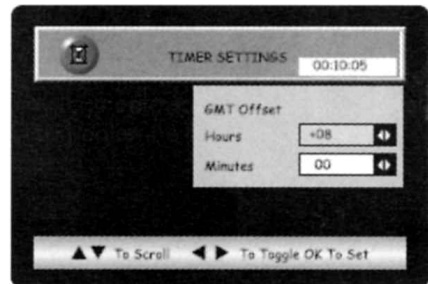 TIMER SETTINGS
00:10:05
GMT Offset
Hours +08
Minutes 00
▲▼ To Scroll ◀ ▶ To Toggle OK To Set